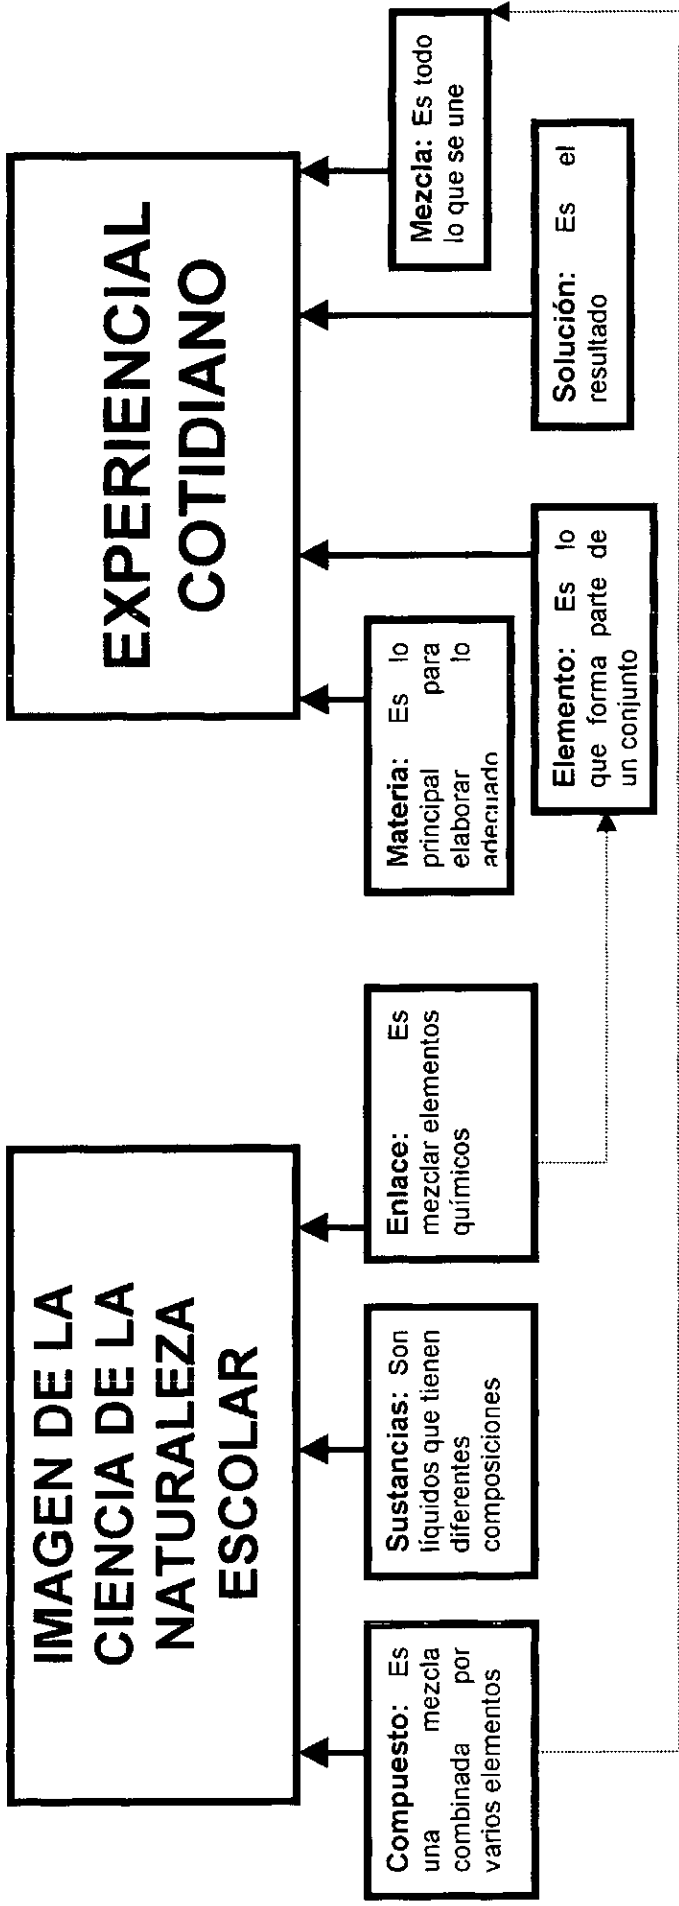 IMAGEN DE LA
CIENCIA DE LA
NATURALEZA
ESCOLAR
EXPERIENCIAL
COTIDIANO
Compuesto: Es
una mezcla
combinada por
varios elementos
Sustancias: Son
líquidos que tienen
diferentes
composiciones
Enlace: Es
mezclar elementos
químicos
Materia: Es lo
principal para
elaborar lo
adecuado
Elemento: Es lo
que forma parte de
un conjunto
Solución: Es el
resultado
Mezcla: Es todo
lo que se une